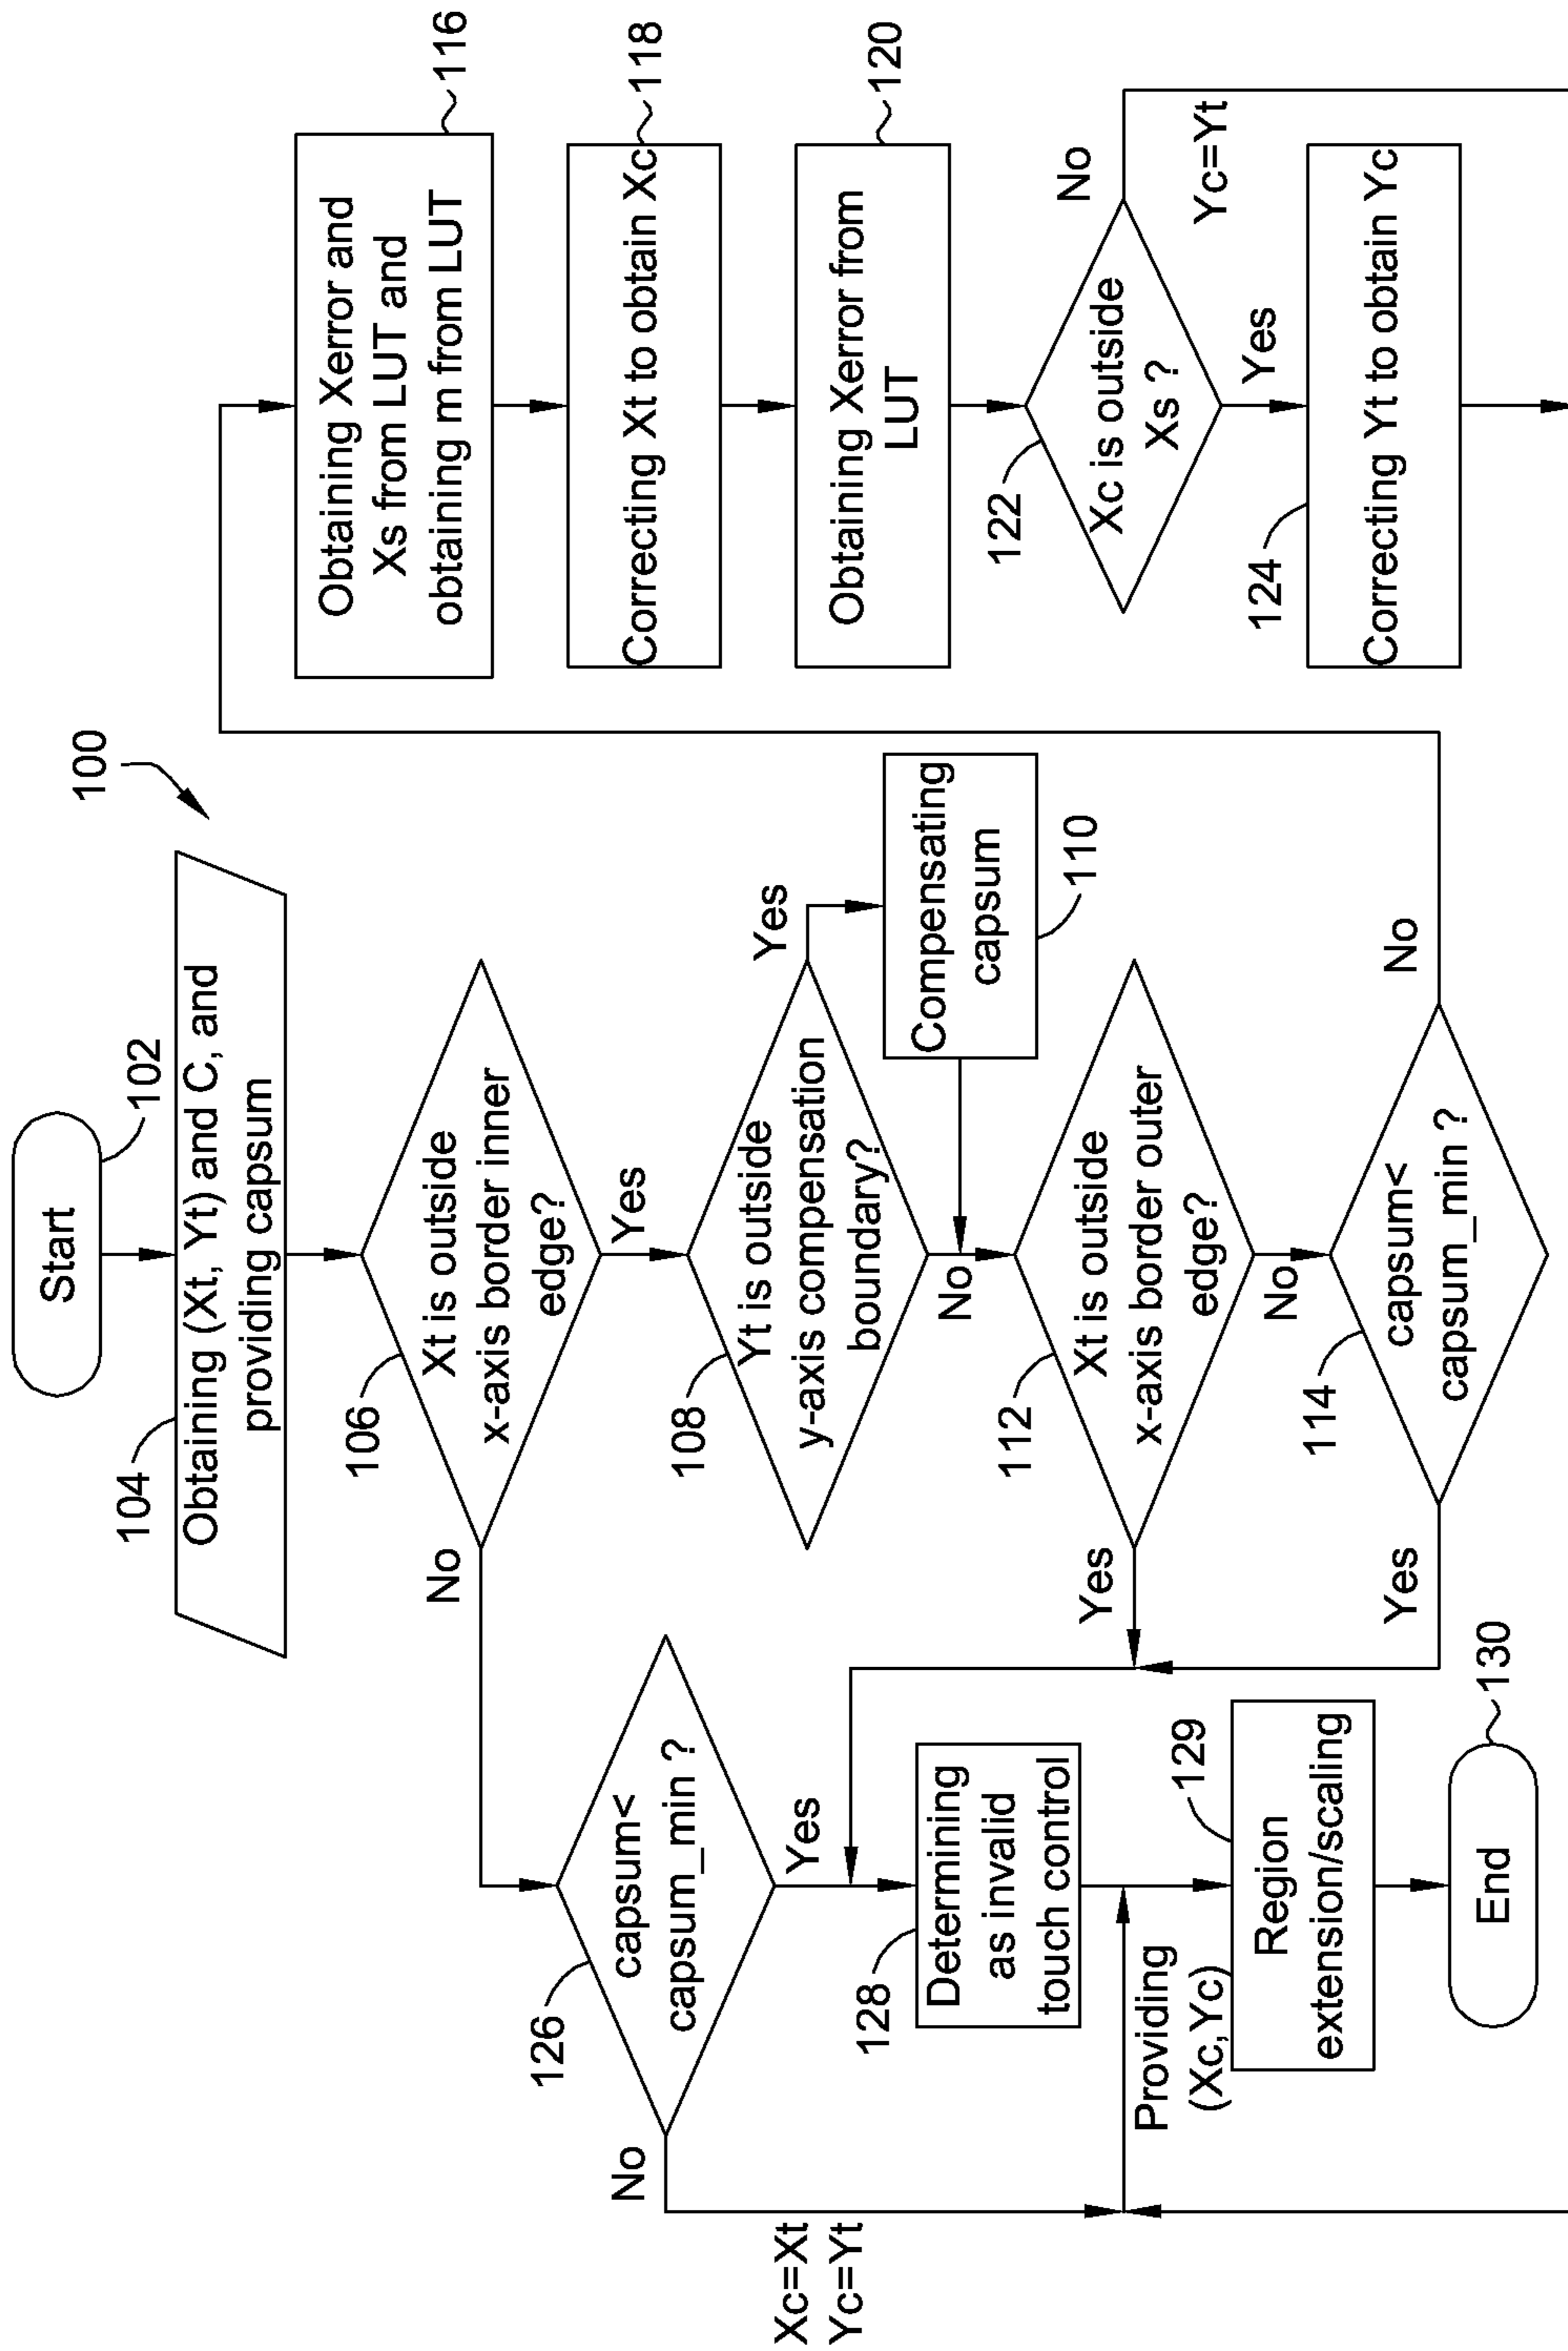 100
Start
102
104
Obtaining (Xt, Yt) and C, and
providing capsum
106
Xt is outside
x-axis border inner
edge?
No
Yes
108
Yt is outside
y-axis compensation
boundary?
Yes
No
Compensating
capsum
110
112
Xt is outside
x-axis border outer
edge?
Yes
No
114
capsum<
capsum_min ?
Yes
No
126
capsum<
capsum_min ?
No
Yes
Xc=Xt
Yc=Yt
128
Determining
as invalid
touch control
Providing
(Xc,Yc)
129
Region
extension/scaling
130
End
Obtaining Xerror and
Xs from LUT and
obtaining m from LUT
116
Correcting Xt to obtain Xc
118
Obtaining Xerror from
LUT
120
122
Xc is outside
Xs ?
No
Yc=Yt
Yes
124
Correcting Yt to obtain Yc